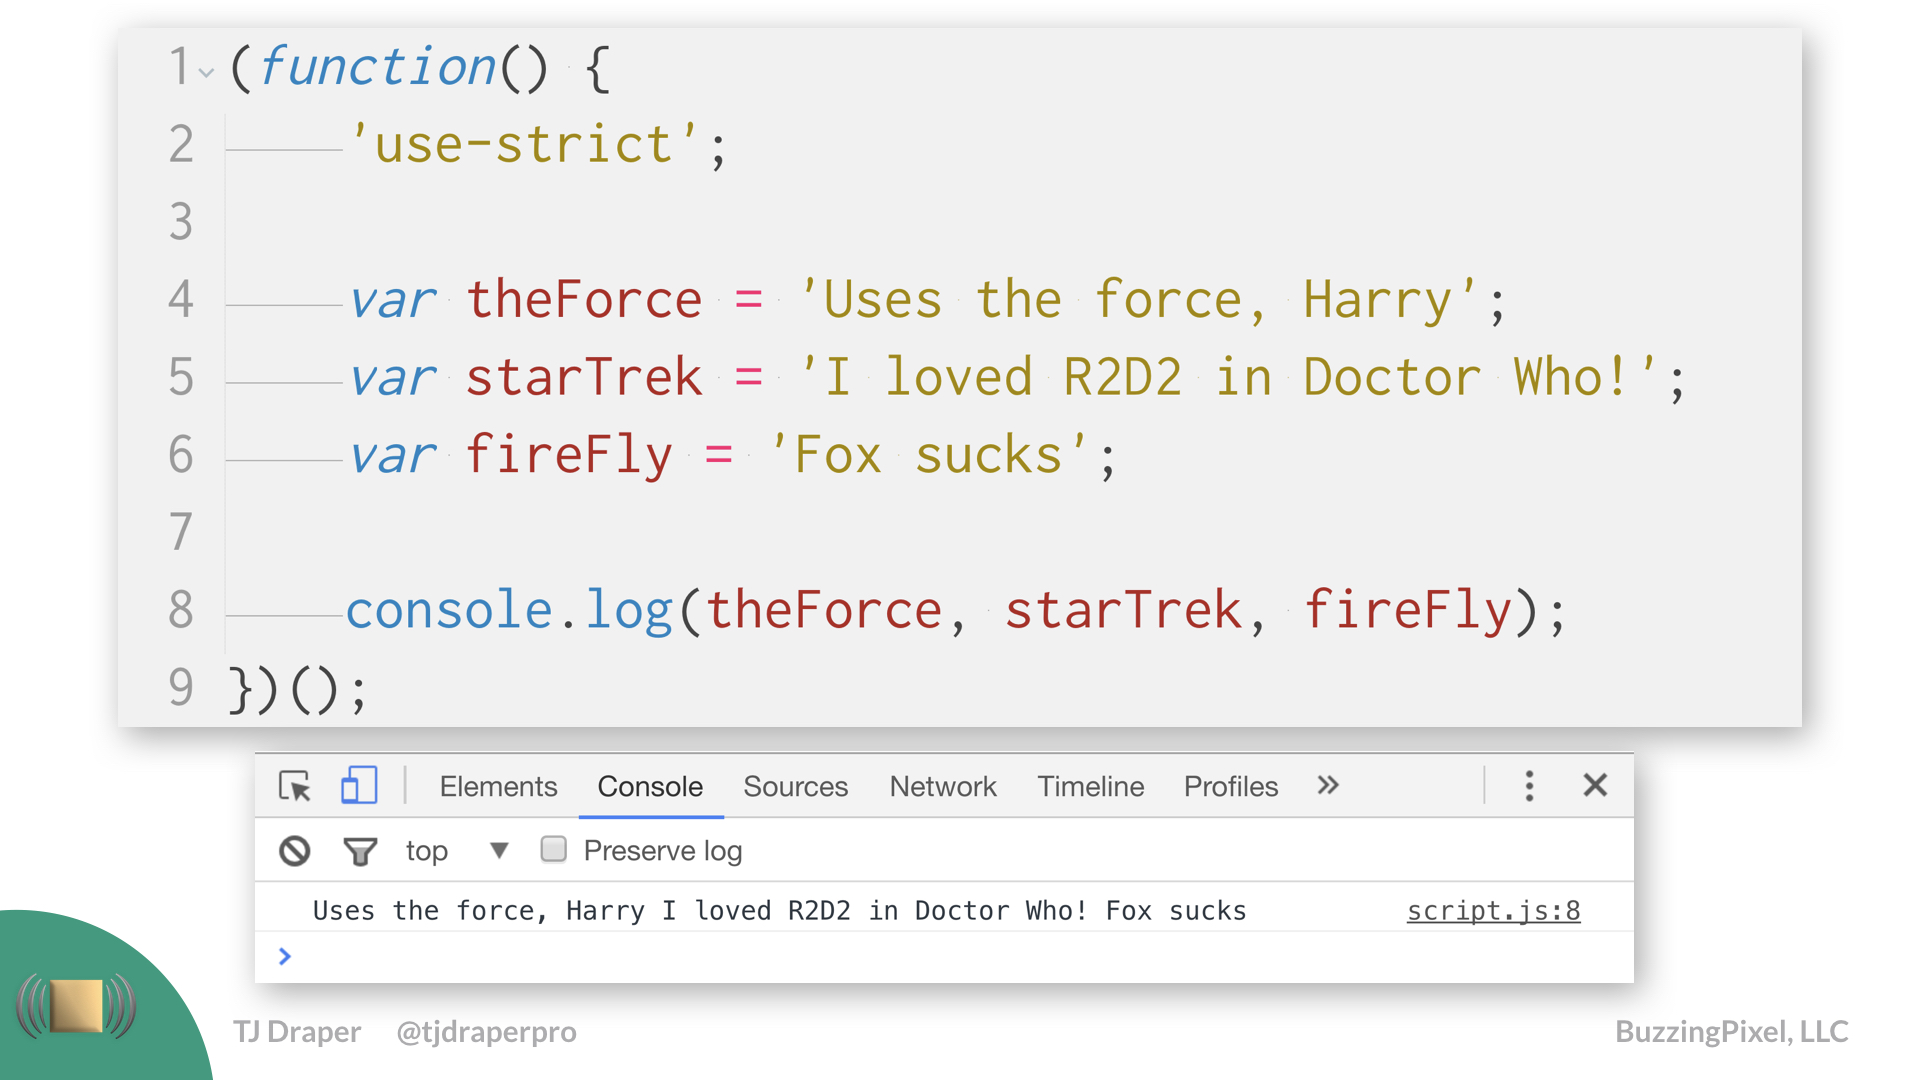 1 (function() {
2 'use-strict';
3
4 var theForce = 'Uses the force, Harry';
5 var starTrek = 'I loved R2D2 in Doctor Who!';
6 var fireFly = 'Fox sucks';
7
8 console.log(theForce, starTrek, fireFly);
9 })();
Elements Console Sources Network Timeline Profiles »
top ▼ Preserve log
Uses the force, Harry I loved R2D2 in Doctor Who! Fox sucks script.js:8
>
TJ Draper @tjdraperpro BuzzingPixel, LLC